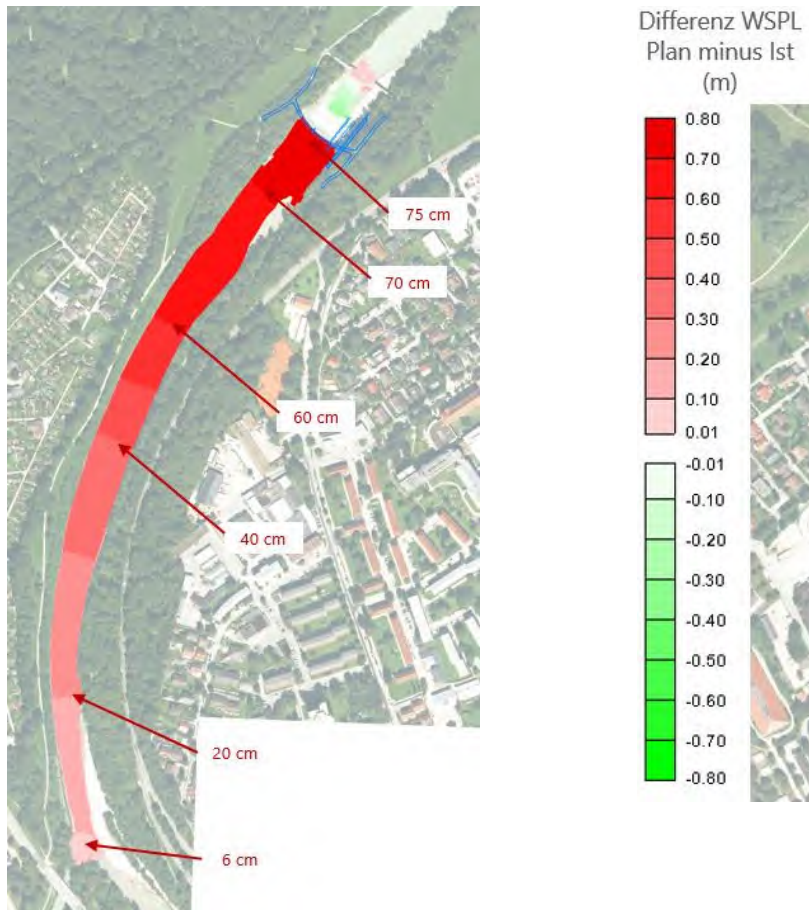 Differenz WSPL
Plan minus Ist
(m)
0.80
0.70
0.60
0.50
0.40
0.30
0.20
0.10
0.01
-0.01
-0.10
-0.20
-0.30
-0.40
-0.50
-0.60
-0.70
-0.80
75 cm
70 cm
60 cm
40 cm
20 cm
6 cm